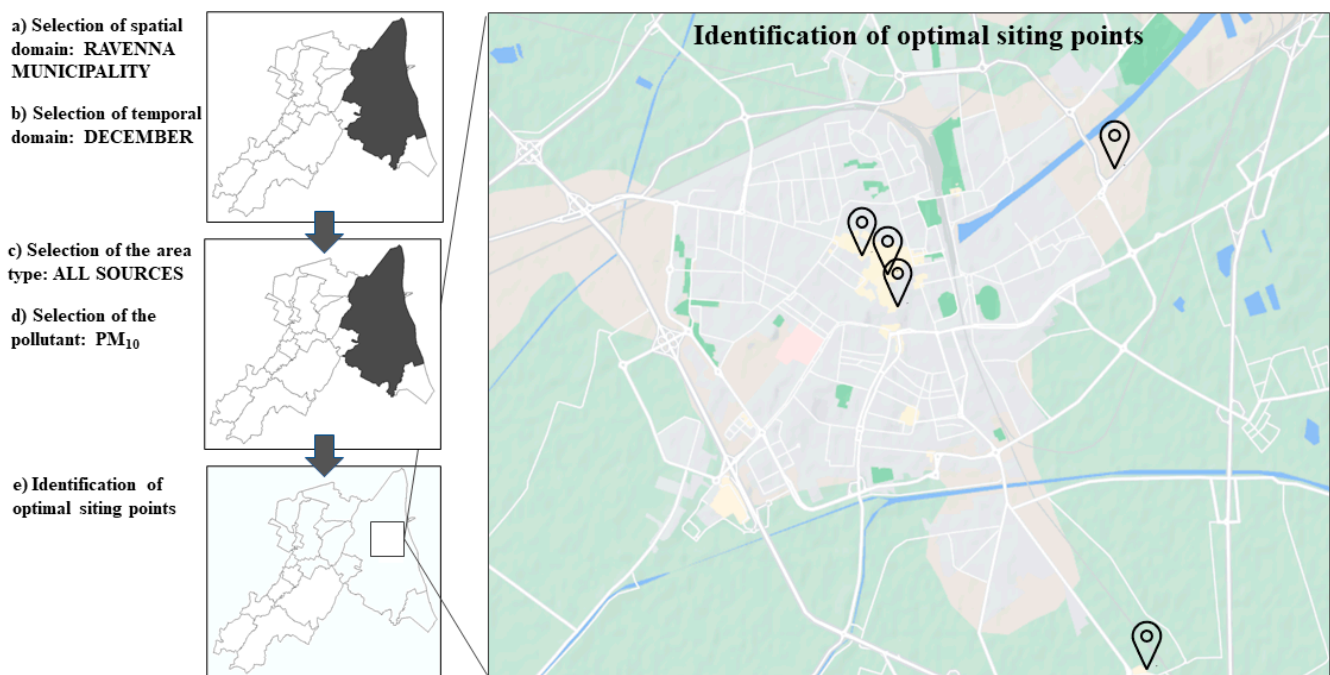 a) Selection of spatial
domain: RAVENNA
MUNICIPALITY
b) Selection of temporal
domain: DECEMBER
c) Selection of the area
type: ALL SOURCES
d) Selection of the
pollutant: PM₁₀
e) Identification of
optimal siting points
Identification of optimal siting points